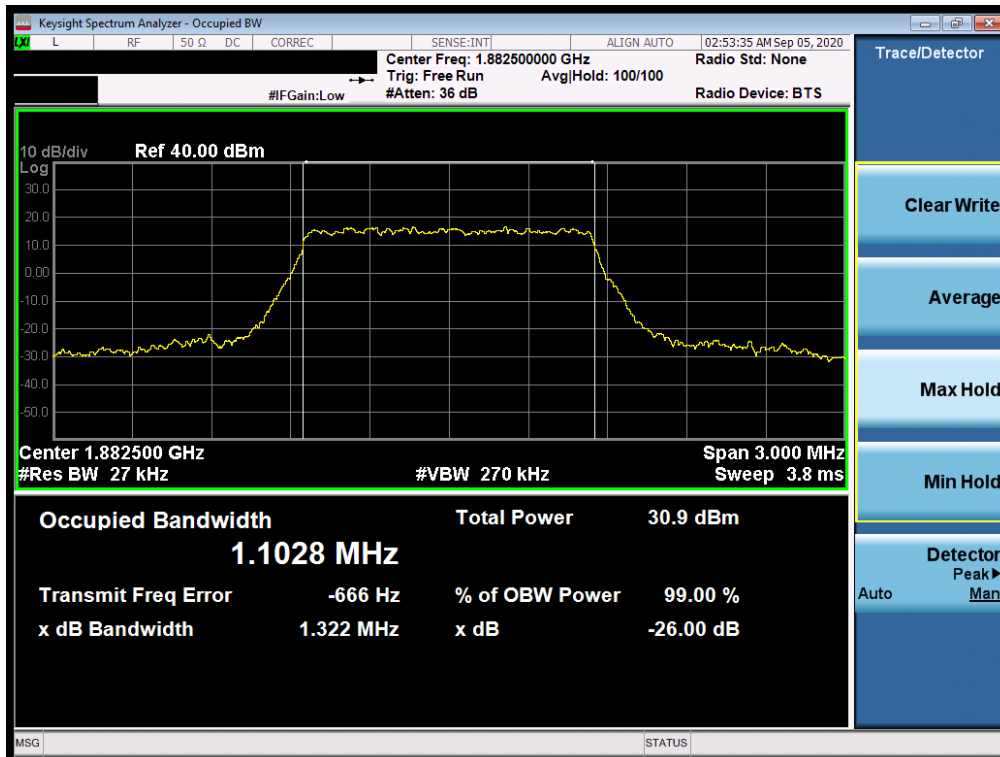 Keysight Spectrum Analyzer - Occupied BW
LXI L RF 50 Ω DC CORREC SENSE:INT ALIGN AUTO 02:53:35 AM Sep 05, 2020
Center Freq: 1.882500000 GHz Radio Std: None
Trig: Free Run Avg|Hold: 100/100
#IFGain:Low #Atten: 36 dB Radio Device: BTS
10 dB/div Ref 40.00 dBm
Log
30.0
20.0
10.0
0.00
-10.0
-20.0
-30.0
-40.0
-50.0
Center 1.882500 GHz Span 3.000 MHz
#Res BW 27 kHz #VBW 270 kHz Sweep 3.8 ms
Occupied Bandwidth Total Power 30.9 dBm
1.1028 MHz
Transmit Freq Error -666 Hz % of OBW Power 99.00 %
x dB Bandwidth 1.322 MHz x dB -26.00 dB
MSG STATUS
Trace/Detector
Clear Write
Average
Max Hold
Min Hold
Detector
Peak▶
Auto Man